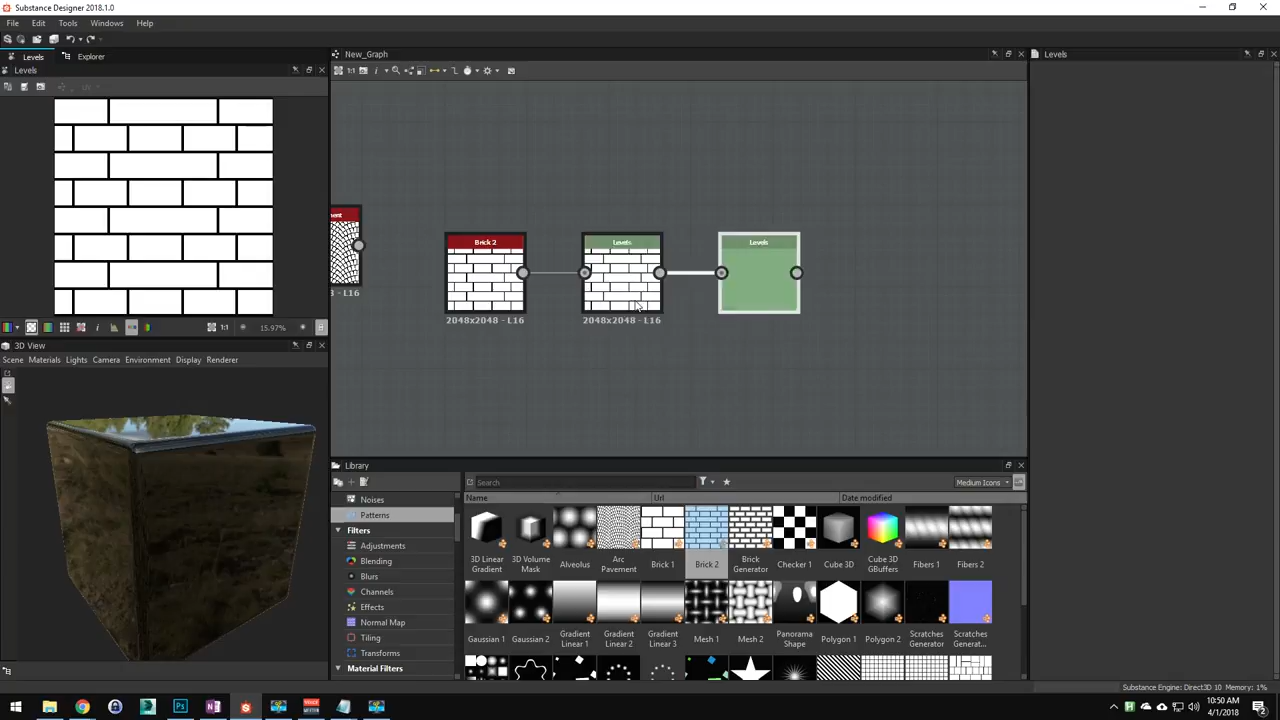 Substance Designer 2018.1.0
File Edit Tools Windows Help
Levels Explorer
Levels
15.97%
3D View
Scene Materials Lights Camera Environment Display Renderer
New_Graph
1:1
Brick 2
2048x2048 - L16
Levels
2048x2048 - L16
Levels
Library
Search
Medium Icons
Name Url Date modified
Noises
Patterns
Filters
Adjustments
Blending
Blurs
Channels
Effects
Normal Map
Tiling
Transforms
Material Filters
3D Linear Gradient
3D Volume Mask
Alveolus
Arc Pavement
Brick 1
Brick 2
Brick Generator
Checker 1
Cube 3D
Cube 3D GBuffers
Fibers 1
Fibers 2
Gaussian 1
Gaussian 2
Gradient Linear 1
Gradient Linear 2
Gradient Linear 3
Mesh 1
Mesh 2
Panorama Shape
Polygon 1
Polygon 2
Scratches Generator
Scratches Generat...
Levels
Substance Engine: Direct3D 10 Memory: 1%
10:50 AM
4/1/2018